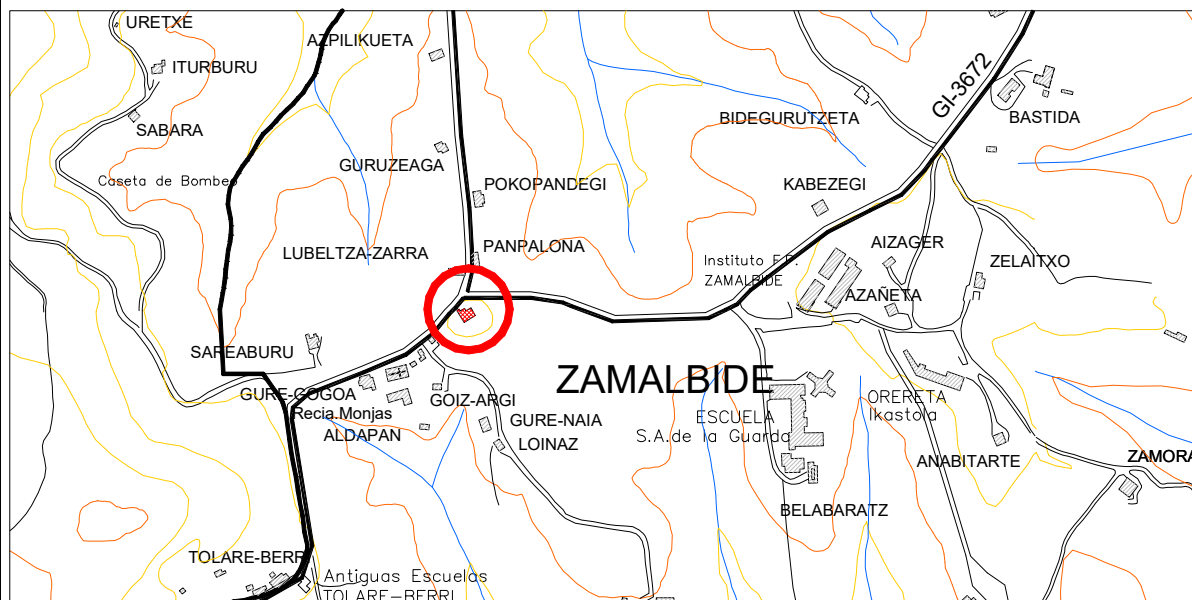 URETXE
AZPILIKUETA
ITURBURU
GI-3672
BASTIDA
BIDEGURUTZETA
SABARA
GURUZEAGA
Caseta de Bombeo
POKOPANDEGI
KABEZEGI
LUBELTZA-ZARRA
PANPALONA
AIZAGER
Instituto F.P.
ZAMALBIDE
ZELAITXO
AZAÑETA
SAREABURU
ZAMALBIDE
GURE-GOGOA
Recia.Monjas
GOIZ-ARGI
ORERETA
Ikastola
ESCUELA
S.A.de la Guarda
GURE-NAIA
ALDAPAN
LOINAZ
ANABITARTE
ZAMORA
BELABARATZ
TOLARE-BERRI
Antiguas Escuelas
TOLARE-BERRI